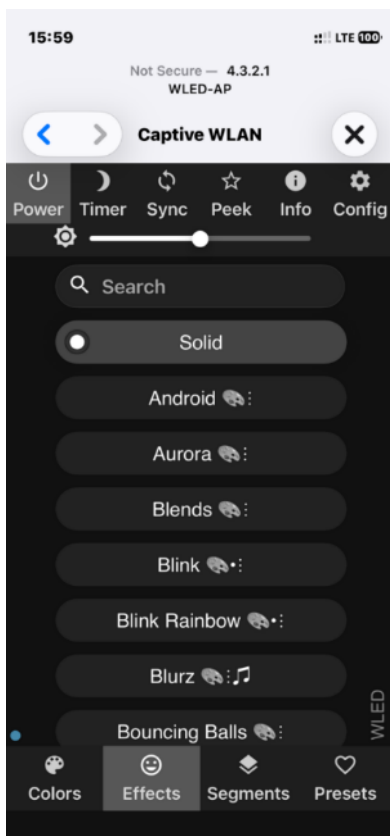 15:59
LTE 100
Not Secure — 4.3.2.1
WLED-AP
Captive WLAN
Power Timer Sync Peek Info Config
Search
Solid
Android
Aurora
Blends
Blink
Blink Rainbow
Blurz
Bouncing Balls
WLED
Colors Effects Segments Presets